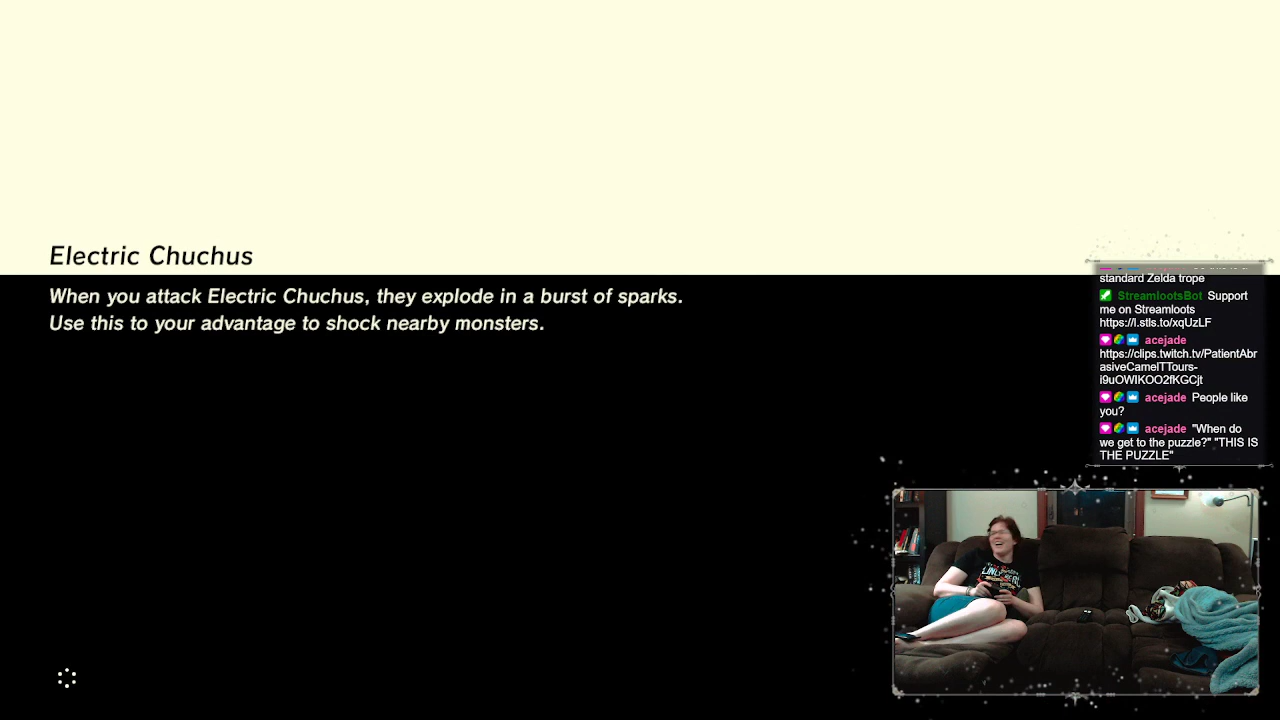 Electric Chuchus
When you attack Electric Chuchus, they explode in a burst of sparks.
Use this to your advantage to shock nearby monsters.
standard Zelda trope
StreamlootsBot Support
me on Streamloots
https://l.stls.to/xqUzLF
acejade
https://clips.twitch.tv/PatientAbr
asiveCamelTTours-
i9uOWIKOO2fKGCjt
acejade People like
you?
acejade "When do
we get to the puzzle?" "THIS IS
THE PUZZLE"